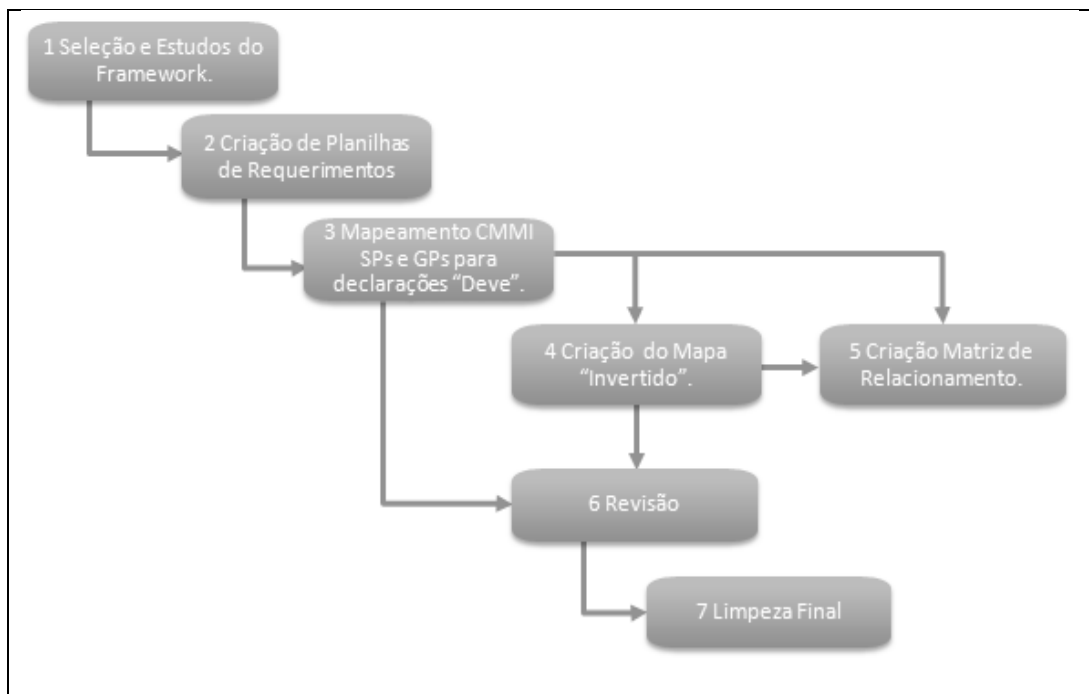 1 Seleção e Estudos do
Framework.
2 Criação de Planilhas
de Requerimentos
3 Mapeamento CMMI
SPs e GPs para
declarações “Deve”.
4 Criação do Mapa
“Invertido”.
5 Criação Matriz de
Relacionamento.
6 Revisão
7 Limpeza Final